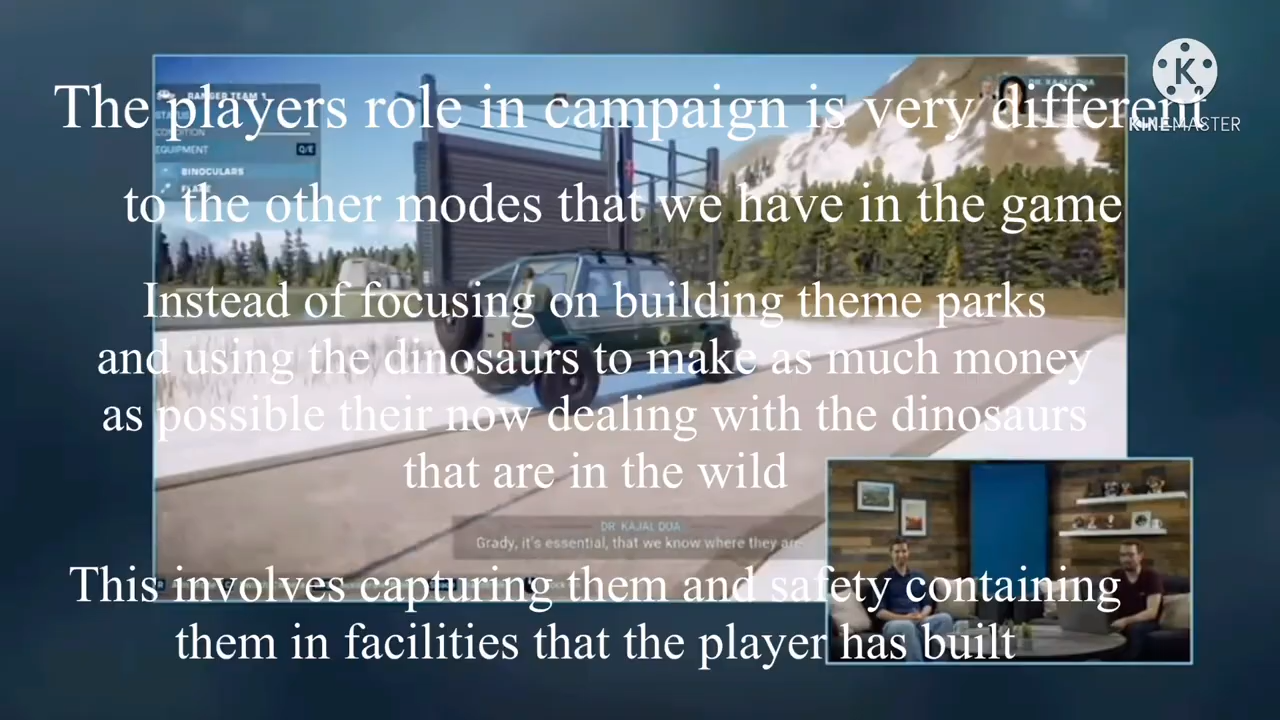 The players role in campaign is very different
to the other modes that we have in the game
Instead of focusing on building theme parks
and using the dinosaurs to make as much money
as possible their now dealing with the dinosaurs
that are in the wild
This involves capturing them and safety containing
them in facilities that the player has built
KINEMASTER
K
RANGER TEAM 1
STATUS
CONDITION
EQUIPMENT
Q/E
BINOCULARS
FLARE
DR. KAJAL DUA
DR KAJAL DUA
Grady, it's essential, that we know where they are